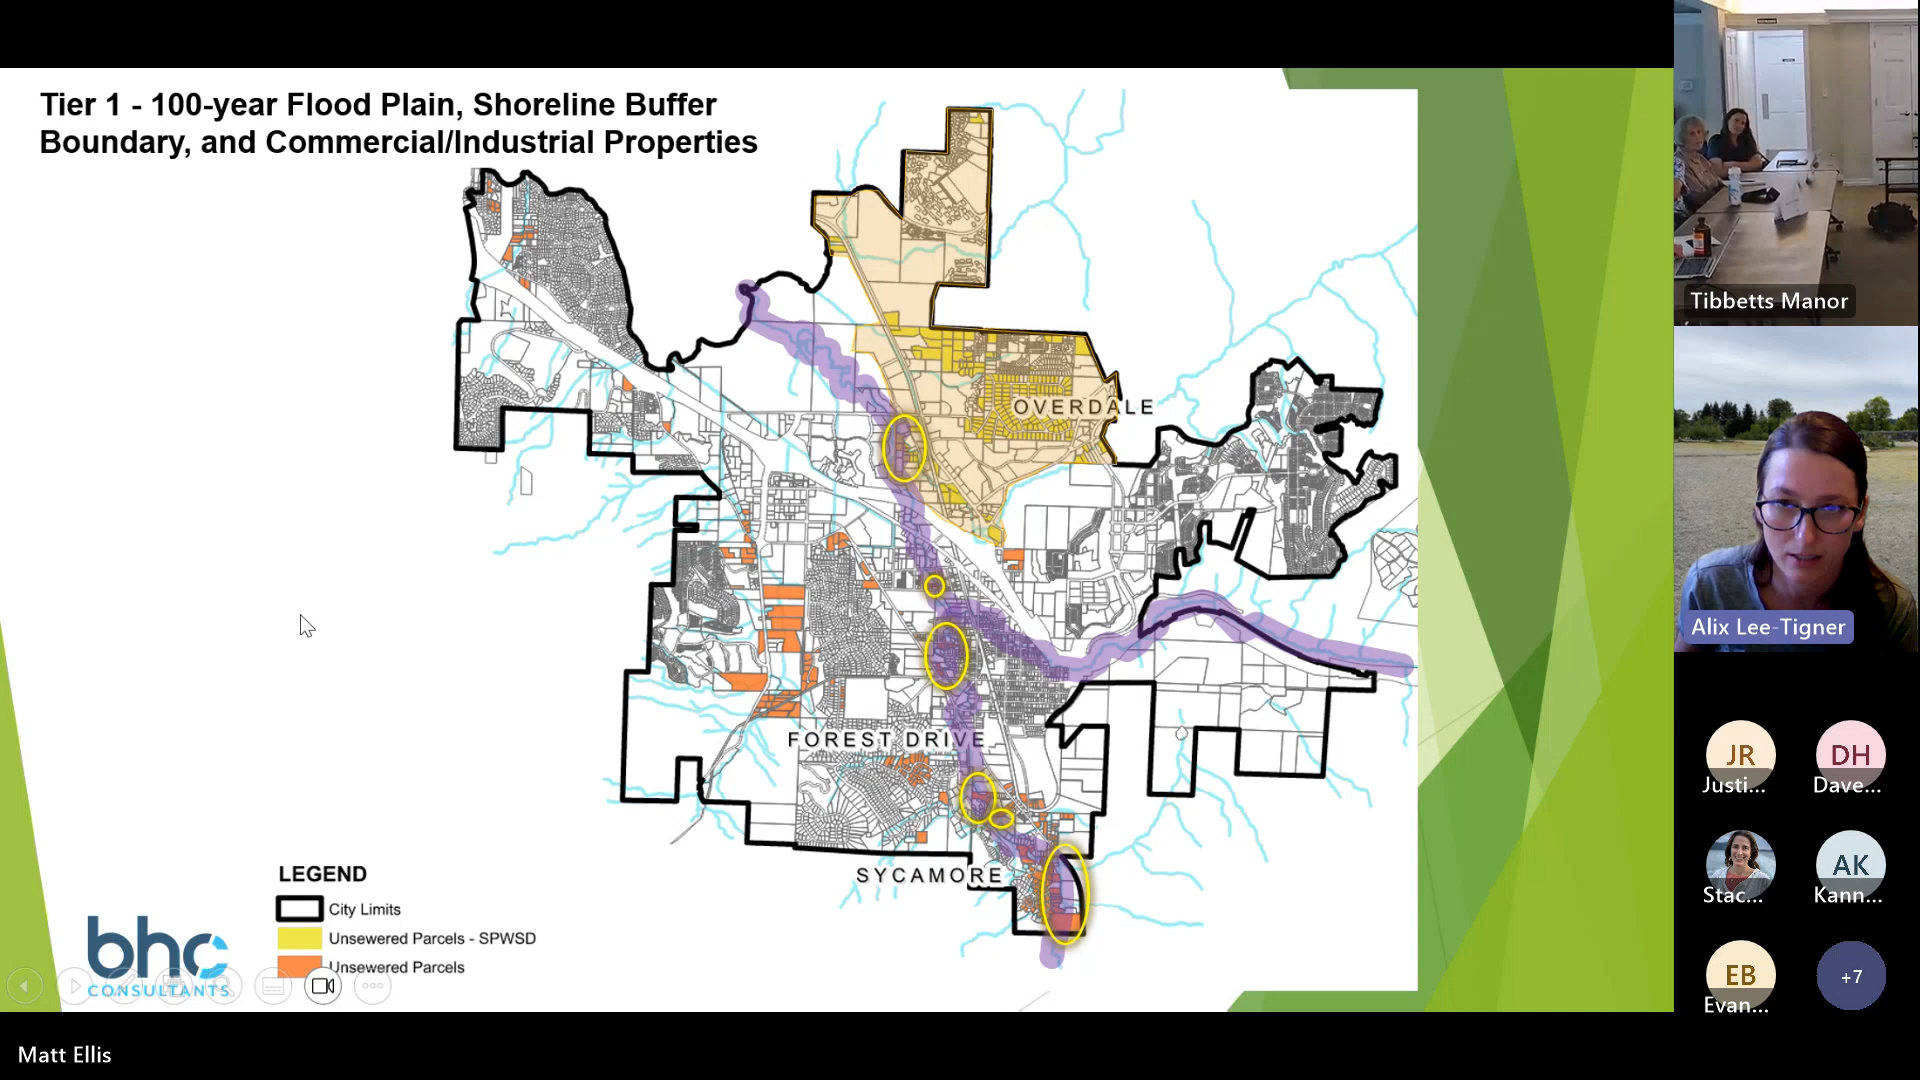 Tier 1 - 100-year Flood Plain, Shoreline Buffer
Boundary, and Commercial/Industrial Properties
OVERDALE
FOREST DRIVE
SYCAMORE
LEGEND
City Limits
Unsewered Parcels - SPWSD
Unsewered Parcels
bhc
CONSULTANTS
Matt Ellis
Tibbetts Manor
Alix Lee-Tigner
JR
Justi...
DH
Dave...
Stac...
AK
Kann...
EB
Evan...
+7